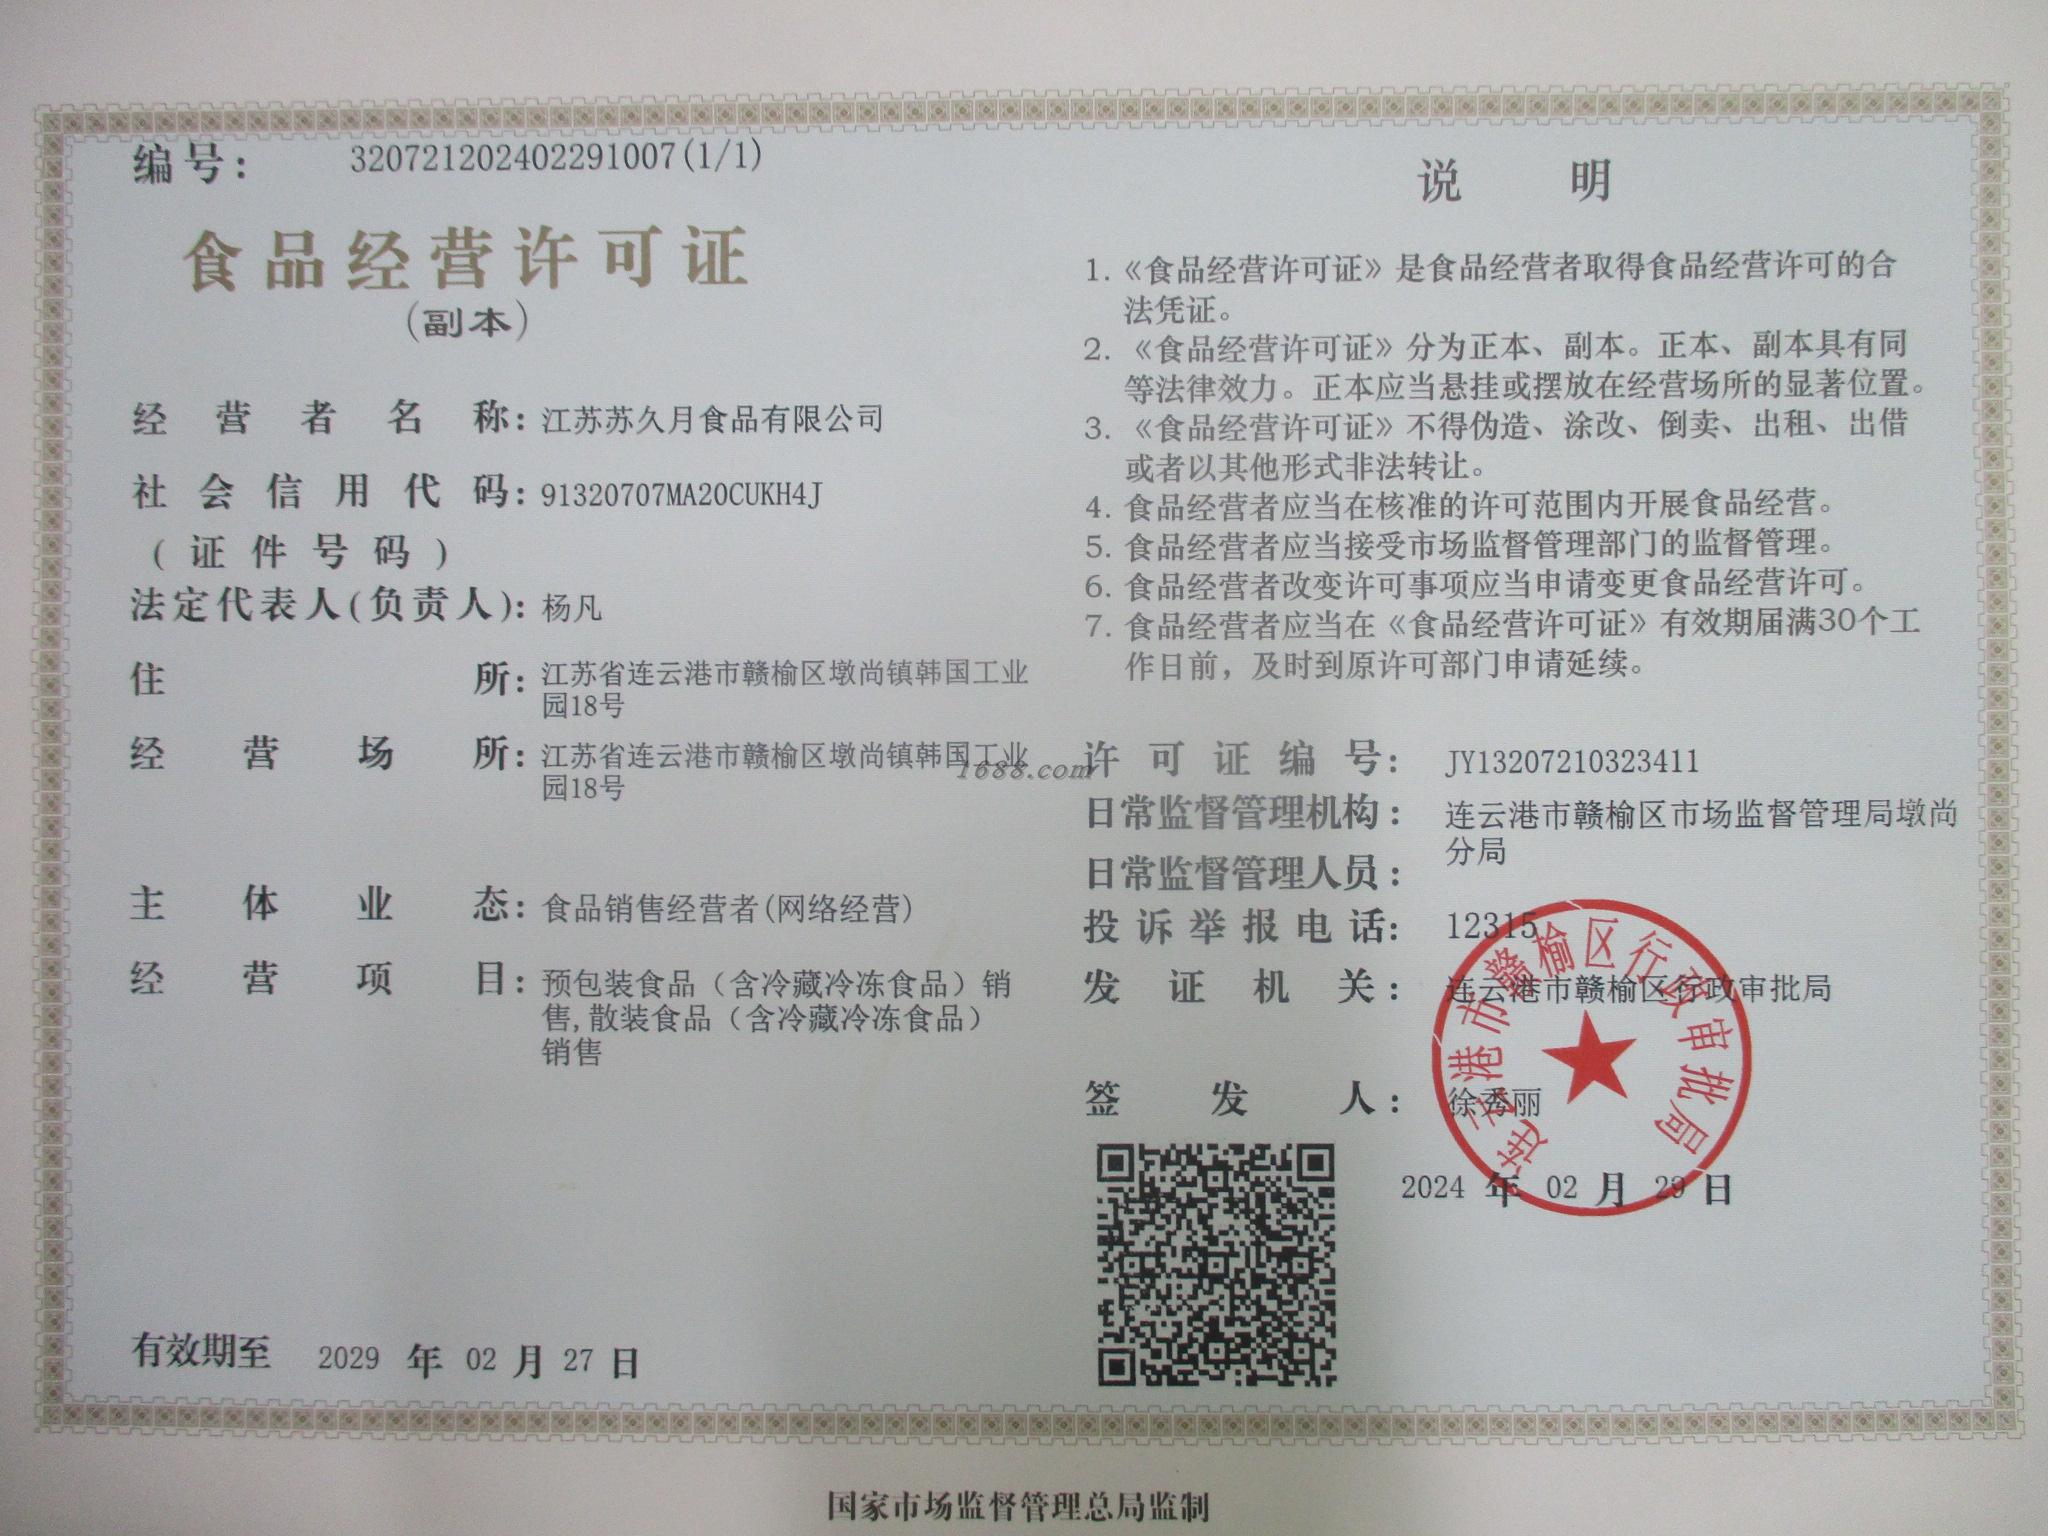 编号： 320721202402291007(1/1)
食品经营许可证
（副本）
经营者名称：江苏苏久月食品有限公司
社会信用代码：91320707MA20CUKH4J
(证件号码)
法定代表人(负责人)：杨凡
住所：江苏省连云港市赣榆区墩尚镇韩国工业
园18号
经营场所：江苏省连云港市赣榆区墩尚镇韩国工业
园18号
主体业态：食品销售经营者(网络经营)
经营项目：预包装食品（含冷藏冷冻食品）销
售,散装食品（含冷藏冷冻食品）
销售
有效期至 2029 年 02 月 27 日
说明
1.《食品经营许可证》是食品经营者取得食品经营许可的合
法凭证。
2.《食品经营许可证》分为正本、副本。正本、副本具有同
等法律效力。正本应当悬挂或摆放在经营场所的显著位置。
3.《食品经营许可证》不得伪造、涂改、倒卖、出租、出借
或者以其他形式非法转让。
4. 食品经营者应当在核准的许可范围内开展食品经营。
5. 食品经营者应当接受市场监督管理部门的监督管理。
6. 食品经营者改变许可事项应当申请变更食品经营许可。
7. 食品经营者应当在《食品经营许可证》有效期届满30个工
作日前，及时到原许可部门申请延续。
1688.com
许可证编号： JY13207210323411
日常监督管理机构： 连云港市赣榆区市场监督管理局墩尚
分局
日常监督管理人员：
投诉举报电话： 12315
发证机关： 连云港市赣榆区行政审批局
签发人： 徐秀丽
连云港市赣榆区行政审批局
2024 年 02 月 29 日
国家市场监督管理总局监制